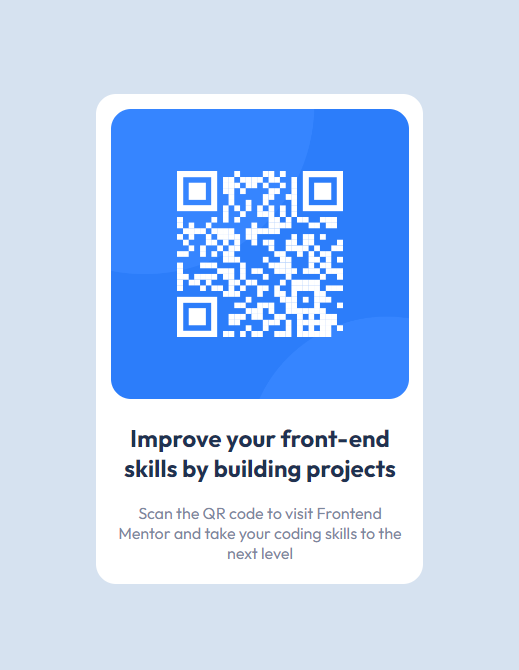 Improve your front-end
skills by building projects
Scan the QR code to visit Frontend
Mentor and take your coding skills to the
next level